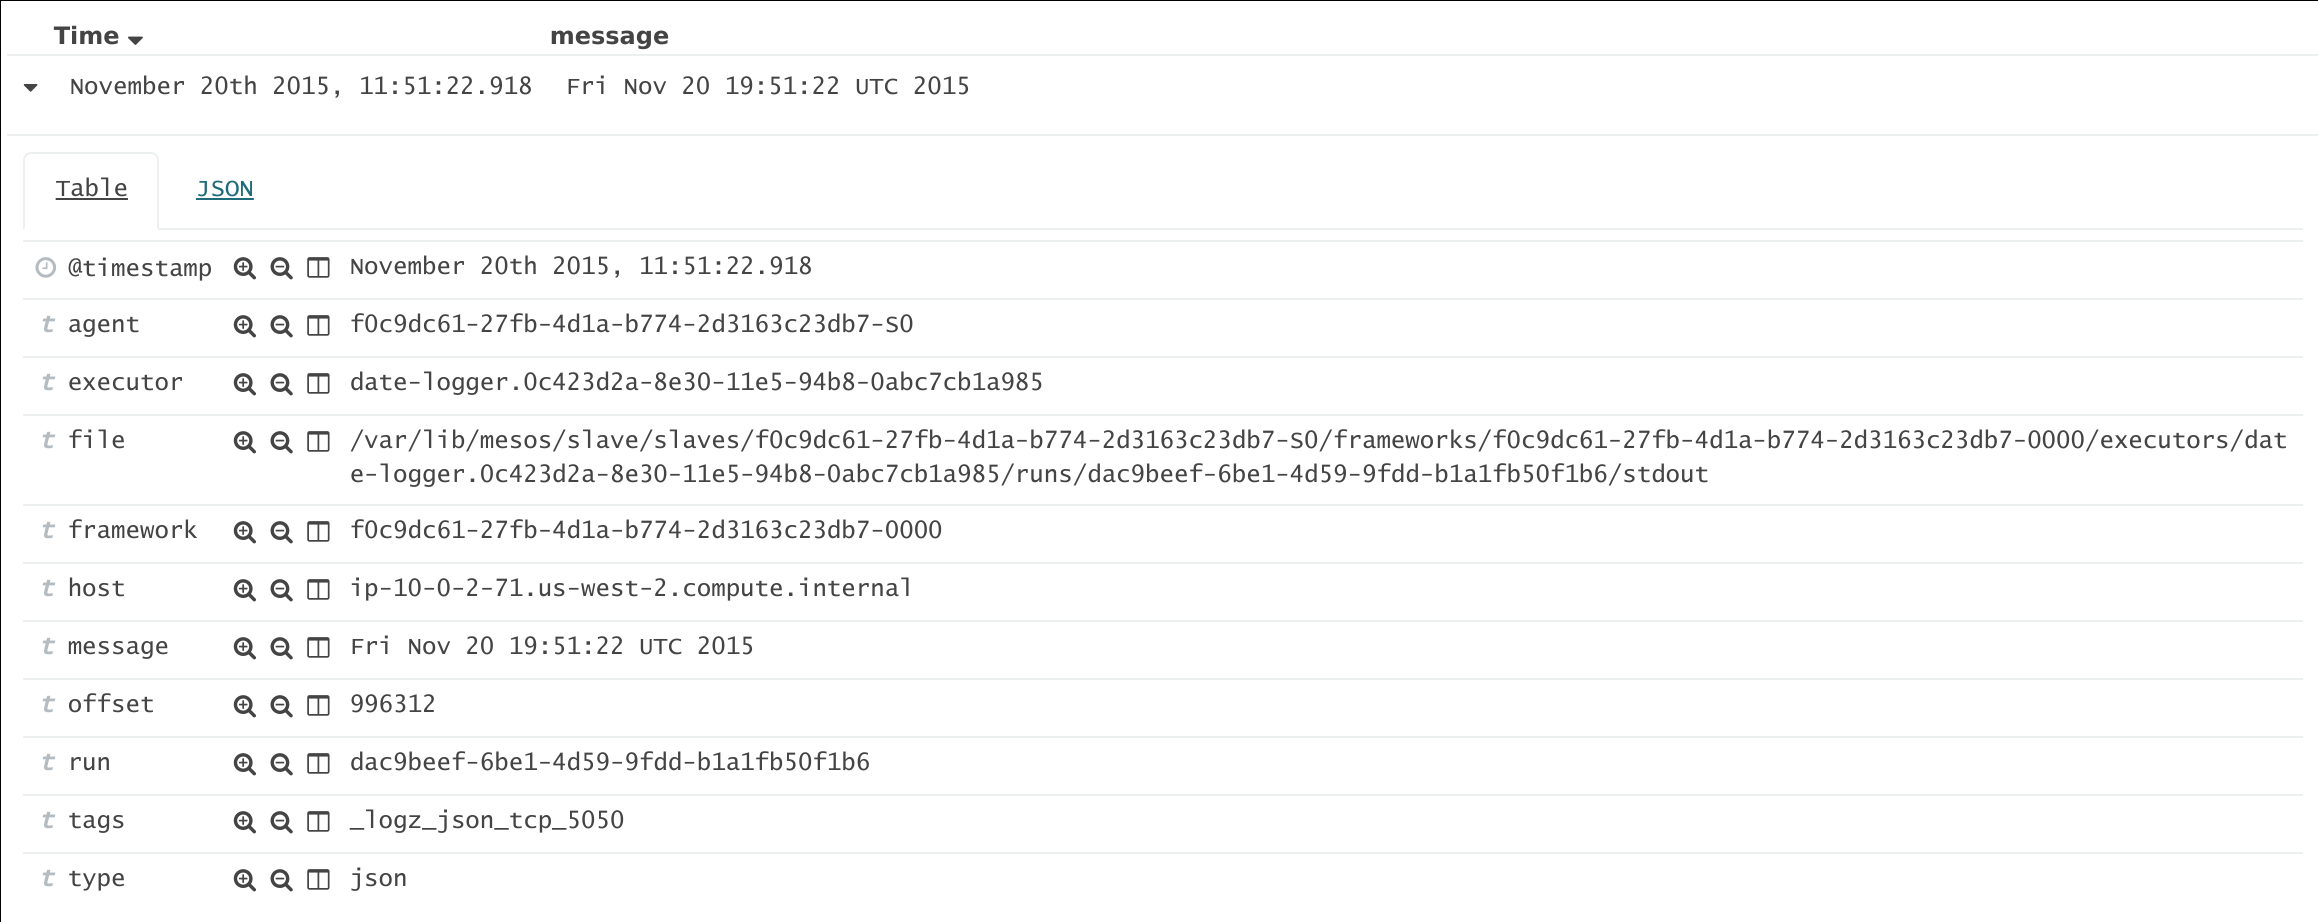 Time message
November 20th 2015, 11:51:22.918 Fri Nov 20 19:51:22 UTC 2015
Table JSON
@timestamp November 20th 2015, 11:51:22.918
t agent f0c9dc61-27fb-4d1a-b774-2d3163c23db7-S0
t executor date-logger.0c423d2a-8e30-11e5-94b8-0abc7cb1a985
t file /var/lib/mesos/slave/slaves/f0c9dc61-27fb-4d1a-b774-2d3163c23db7-S0/frameworks/f0c9dc61-27fb-4d1a-b774-2d3163c23db7-0000/executors/dat
e-logger.0c423d2a-8e30-11e5-94b8-0abc7cb1a985/runs/dac9beef-6be1-4d59-9fdd-b1a1fb50f1b6/stdout
t framework f0c9dc61-27fb-4d1a-b774-2d3163c23db7-0000
t host ip-10-0-2-71.us-west-2.compute.internal
t message Fri Nov 20 19:51:22 UTC 2015
t offset 996312
t run dac9beef-6be1-4d59-9fdd-b1a1fb50f1b6
t tags _logz_json_tcp_5050
t type json